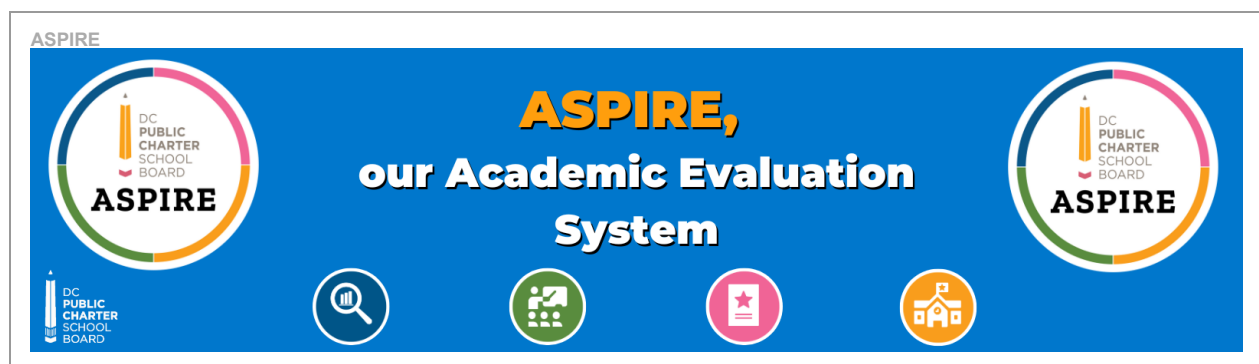 ASPIRE
DC
PUBLIC
CHARTER
SCHOOL
BOARD
ASPIRE
ASPIRE,
our Academic Evaluation
System
DC
PUBLIC
CHARTER
SCHOOL
BOARD
ASPIRE
DC
PUBLIC
CHARTER
SCHOOL
BOARD